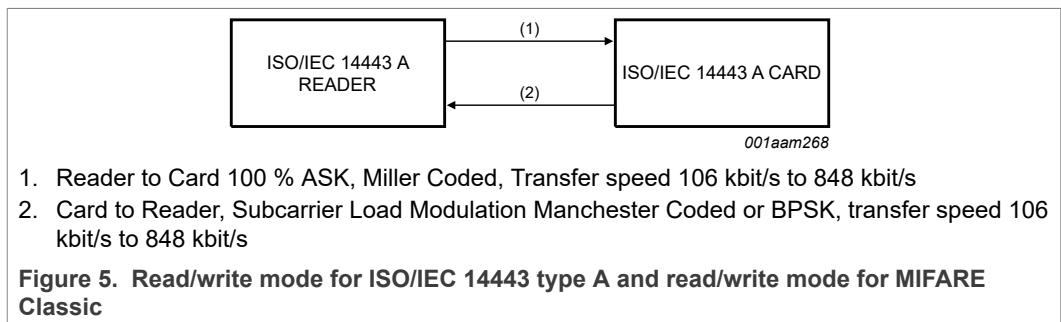 (1)
ISO/IEC 14443 A
READER
ISO/IEC 14443 A CARD
(2)
001aam268
1. Reader to Card 100 % ASK, Miller Coded, Transfer speed 106 kbit/s to 848 kbit/s
2. Card to Reader, Subcarrier Load Modulation Manchester Coded or BPSK, transfer speed 106
kbit/s to 848 kbit/s
Figure 5. Read/write mode for ISO/IEC 14443 type A and read/write mode for MIFARE
Classic